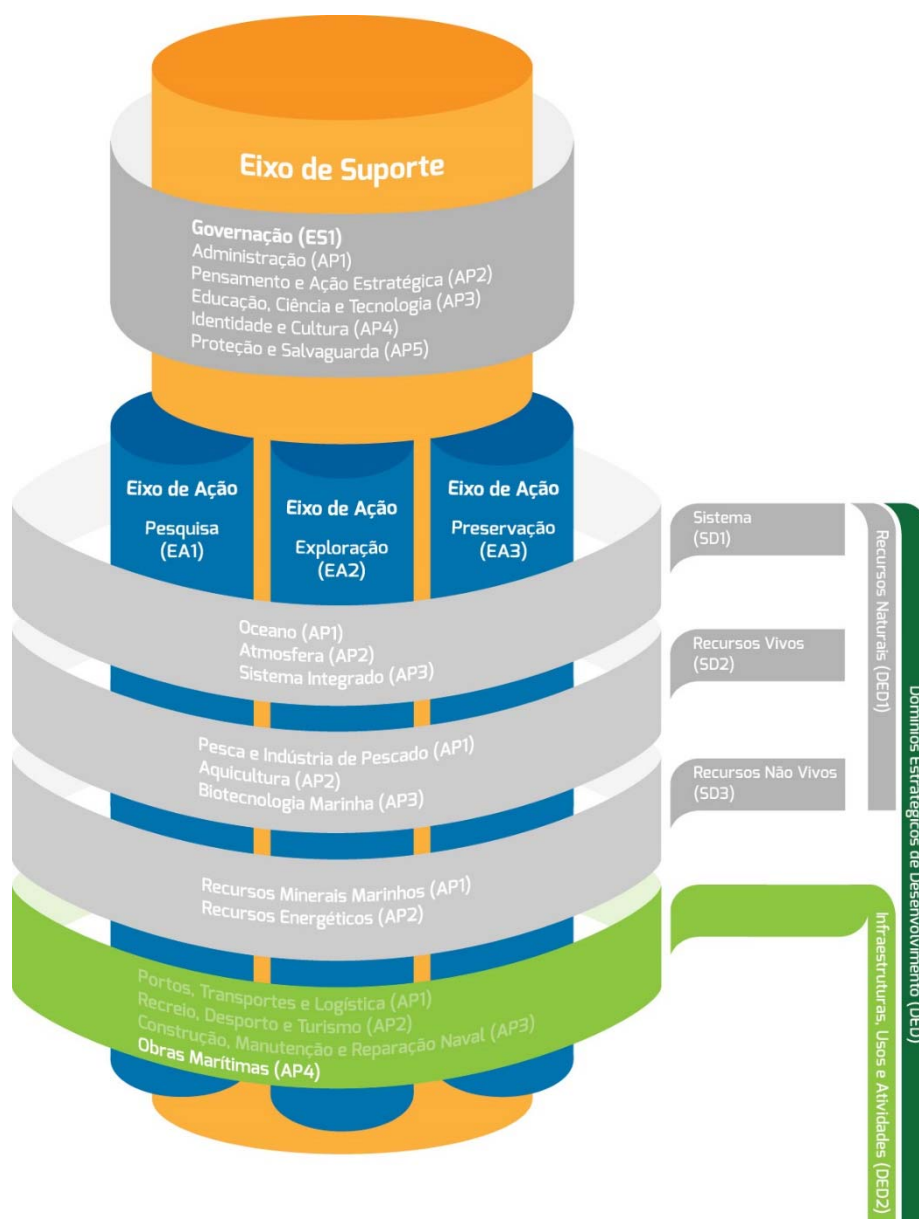 Eixo de Suporte
Governação (ES1)
Administração (AP1)
Pensamento e Ação Estratégica (AP2)
Educação, Ciência e Tecnologia (AP3)
Identidade e Cultura (AP4)
Proteção e Salvaguarda (AP5)
Eixo de Ação
Pesquisa
(EA1)
Eixo de Ação
Exploração
(EA2)
Eixo de Ação
Preservação
(EA3)
Oceano (AP1)
Atmosfera (AP2)
Sistema Integrado (AP3)
Pesca e Indústria de Pescado (AP1)
Aquicultura (AP2)
Biotecnologia Marinha (AP3)
Recursos Minerais Marinhos (AP1)
Recursos Energéticos (AP2)
Portos, Transportes e Logística (AP1)
Recreio, Desporto e Turismo (AP2)
Construção, Manutenção e Reparação Naval (AP3)
Obras Marítimas (AP4)
Sistema
(SD1)
Recursos Vivos
(SD2)
Recursos Não Vivos
(SD3)
Recursos Naturais (DED1)
Infraestruturas, Usos e Atividades (DED2)
Domínios Estratégicos de Desenvolvimento (DED)